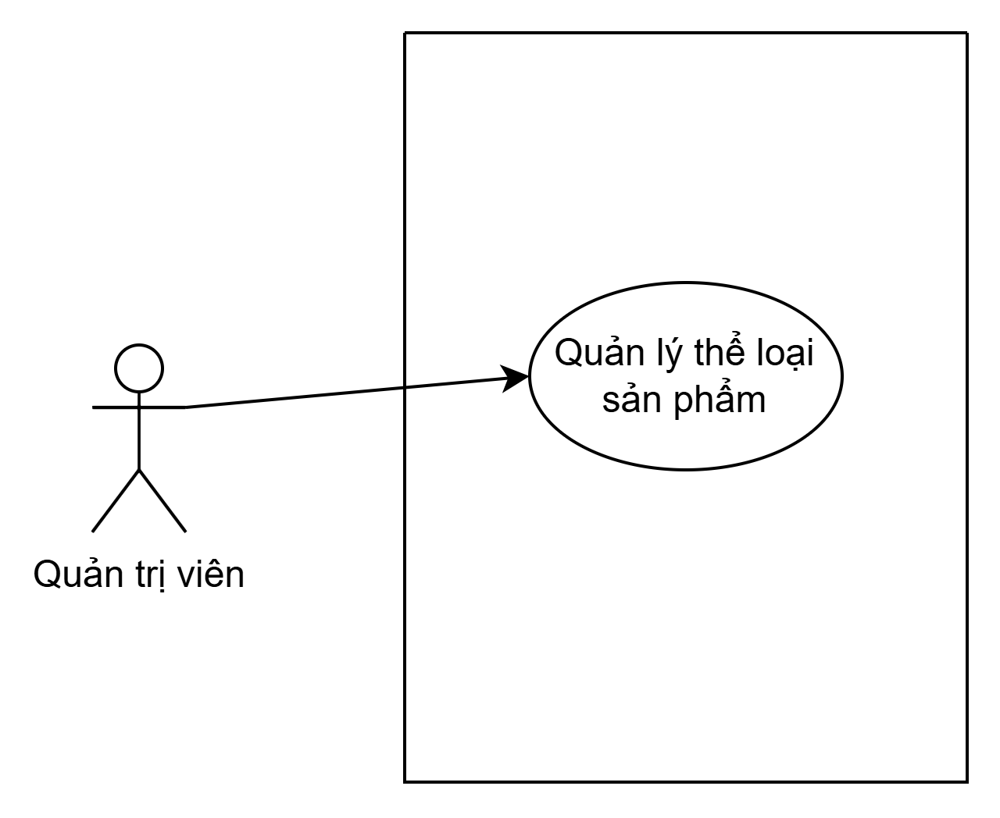 Quản lý thể loại
sản phẩm
Quản trị viên